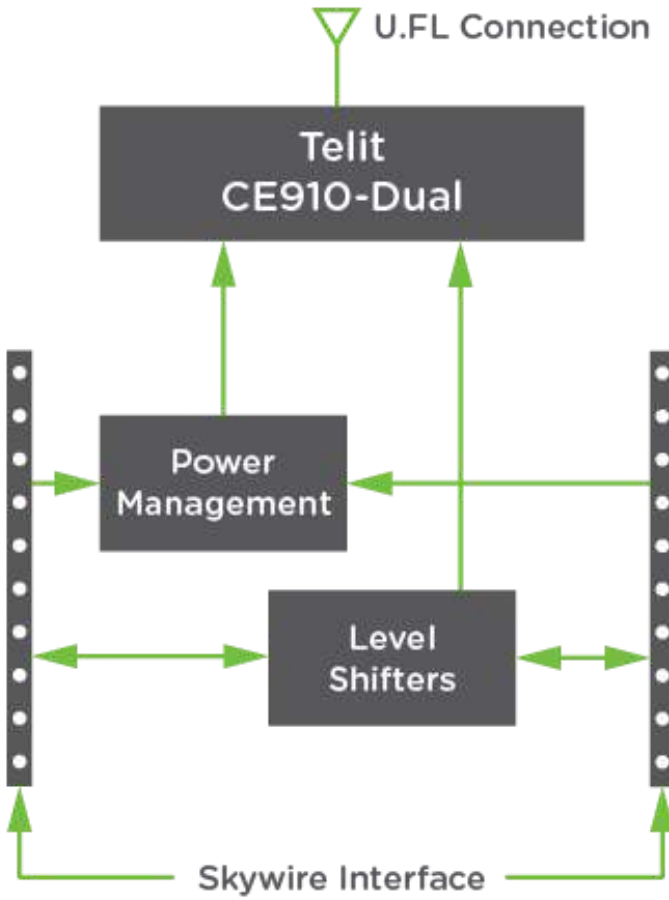 U.FL Connection
Telit
CE910-Dual
Power
Management
Level
Shifters
Skywire Interface